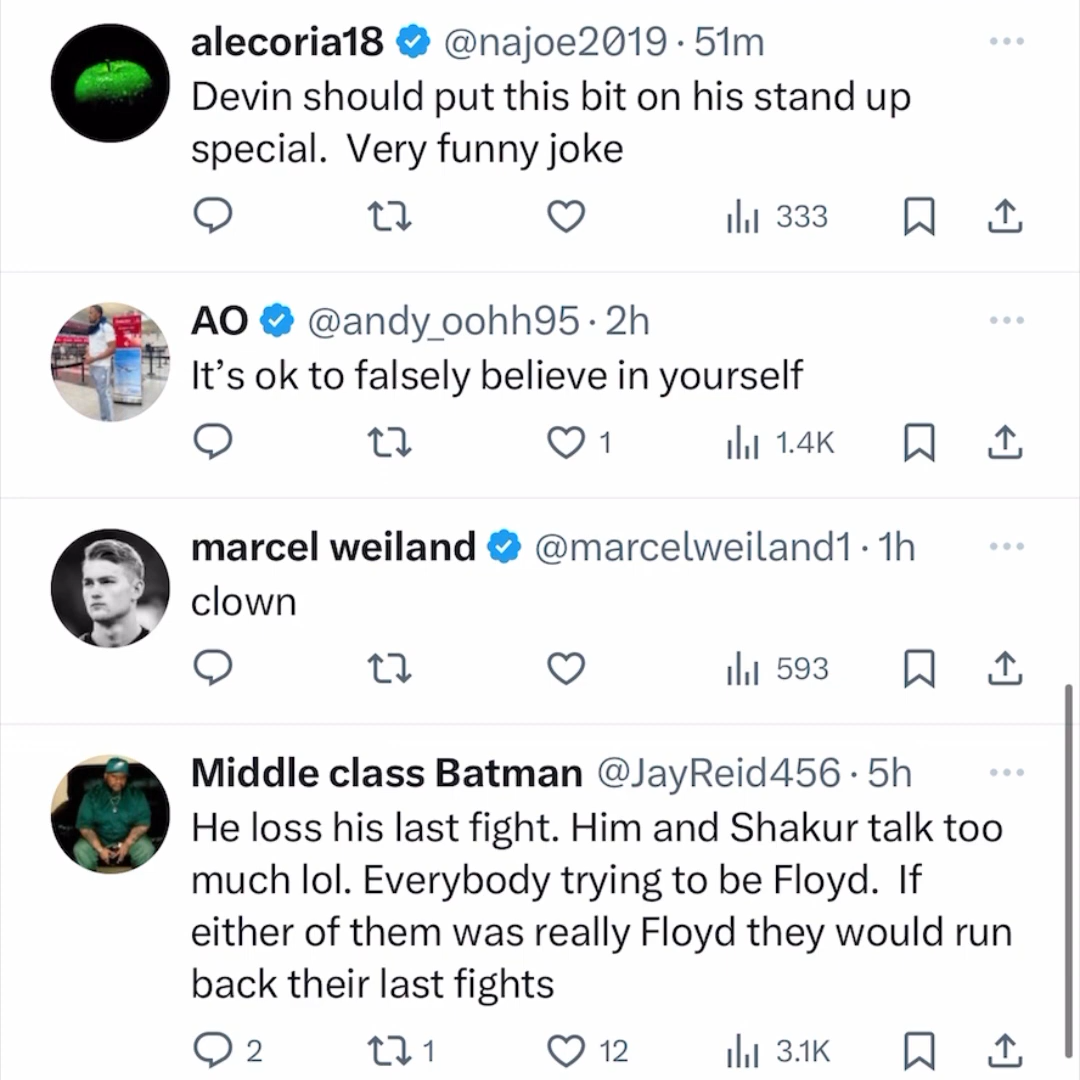 alecoria18 @najoe2019 · 51m
Devin should put this bit on his stand up
special.  Very funny joke
333
AO @andy_oohh95 · 2h
It’s ok to falsely believe in yourself
1 1.4K
marcel weiland @marcelweiland1 · 1h
clown
593
Middle class Batman @JayReid456 · 5h
He loss his last fight. Him and Shakur talk too
much lol. Everybody trying to be Floyd.  If
either of them was really Floyd they would run
back their last fights
2 1 12 3.1K